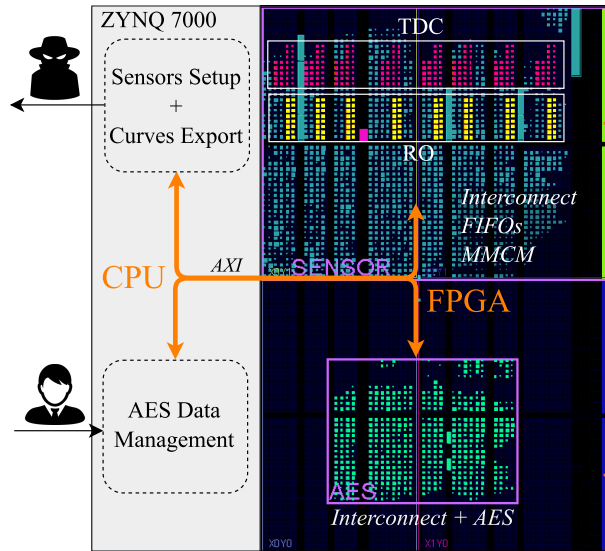 ZYNQ 7000
TDC
Sensors Setup
+
Curves Export
RO
Interconnect
FIFOs
MMCM
AXI
SENSOR
CPU
FPGA
AES Data
Management
AES
Interconnect + AES
X0Y0
X1Y0